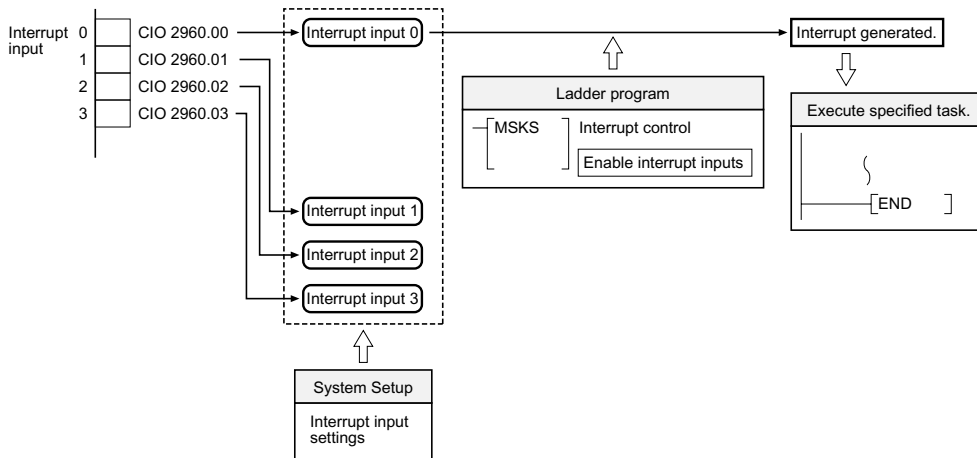 Interrupt
input
0 CIO 2960.00 Interrupt input 0 Interrupt generated.
1 CIO 2960.01
2 CIO 2960.02
3 CIO 2960.03
Ladder program
MSKS Interrupt control
Enable interrupt inputs
Execute specified task.
END
Interrupt input 1
Interrupt input 2
Interrupt input 3
System Setup
Interrupt input
settings